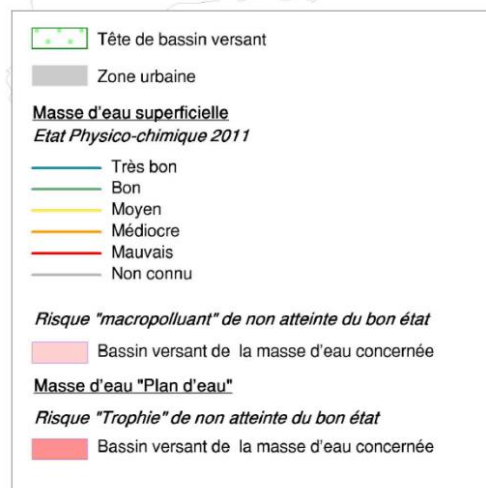 Tête de bassin versant
Zone urbaine
Masse d'eau superficielle
Etat Physico-chimique 2011
Très bon
Bon
Moyen
Médiocre
Mauvais
Non connu
Risque "macropolluant" de non atteinte du bon état
Bassin versant de la masse d'eau concernée
Masse d'eau "Plan d'eau"
Risque "Trophie" de non atteinte du bon état
Bassin versant de la masse d'eau concernée